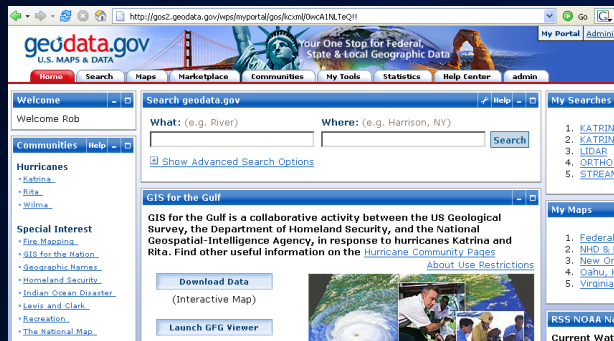 http://gos2.geodata.gov/wps/myportal/gos/kcxml/0wcA1NLTeQ!!
Go
geodata.gov
U.S. MAPS & DATA
Your One Stop for Federal,
State & Local Geographic Data
My Portal
Home Search Maps Marketplace Communities My Tools Statistics Help Center admin
Welcome
Welcome Rob
Communities Help
Hurricanes
Katrina
Rita
Wilma
Special Interest
Fire Mapping
GIS for the Nation
Geographic Names
Homeland Security
Indian Ocean Disaster
Levis and Clark
Recreation
The National Map
Search geodata.gov Help
What: (e.g. River) Where: (e.g. Harrison, NY)
Search
Show Advanced Search Options
GIS for the Gulf
GIS for the Gulf is a collaborative activity between the US Geological
Survey, the Department of Homeland Security, and the National
Geospatial-Intelligence Agency, in response to hurricanes Katrina and
Rita. Find other useful information on the Hurricane Community Pages
About Use Restrictions
Download Data
(Interactive Map)
Launch GFG Viewer
My Searches
1. KATRIN
2. KATRIN
3. LIDAR
4. ORTHO
5. STREAM
My Maps
1. Federal
2. NHD &
3. New Or
4. Oahu, H
5. Virginia
RSS NOAA Na
Current Wat